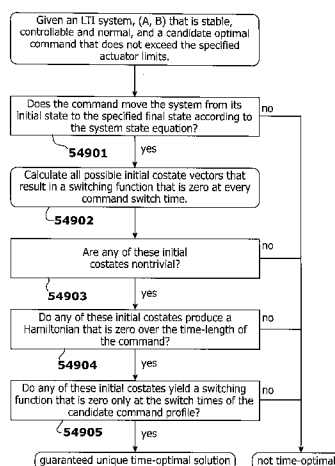 Given an LTI system, (A, B) that is stable,
controllable and normal, and a candidate optimal
command that does not exceed the specified
actuator limits.
Does the command move the system from its
initial state to the specified final state according to
the system state equation?
no
54901
yes
Calculate all possible initial costate vectors that
result in a switching function that is zero at every
command switch time.
54902
Are any of these initial
costates nontrivial?
no
54903
yes
Do any of these initial costates produce a
Hamiltonian that is zero over the time-length of
the command?
no
54904
yes
Do any of these initial costates yield a switching
function that is zero only at the switch times of the
candidate command profile?
no
54905
yes
guaranteed unique time-optimal solution
not time-optimal